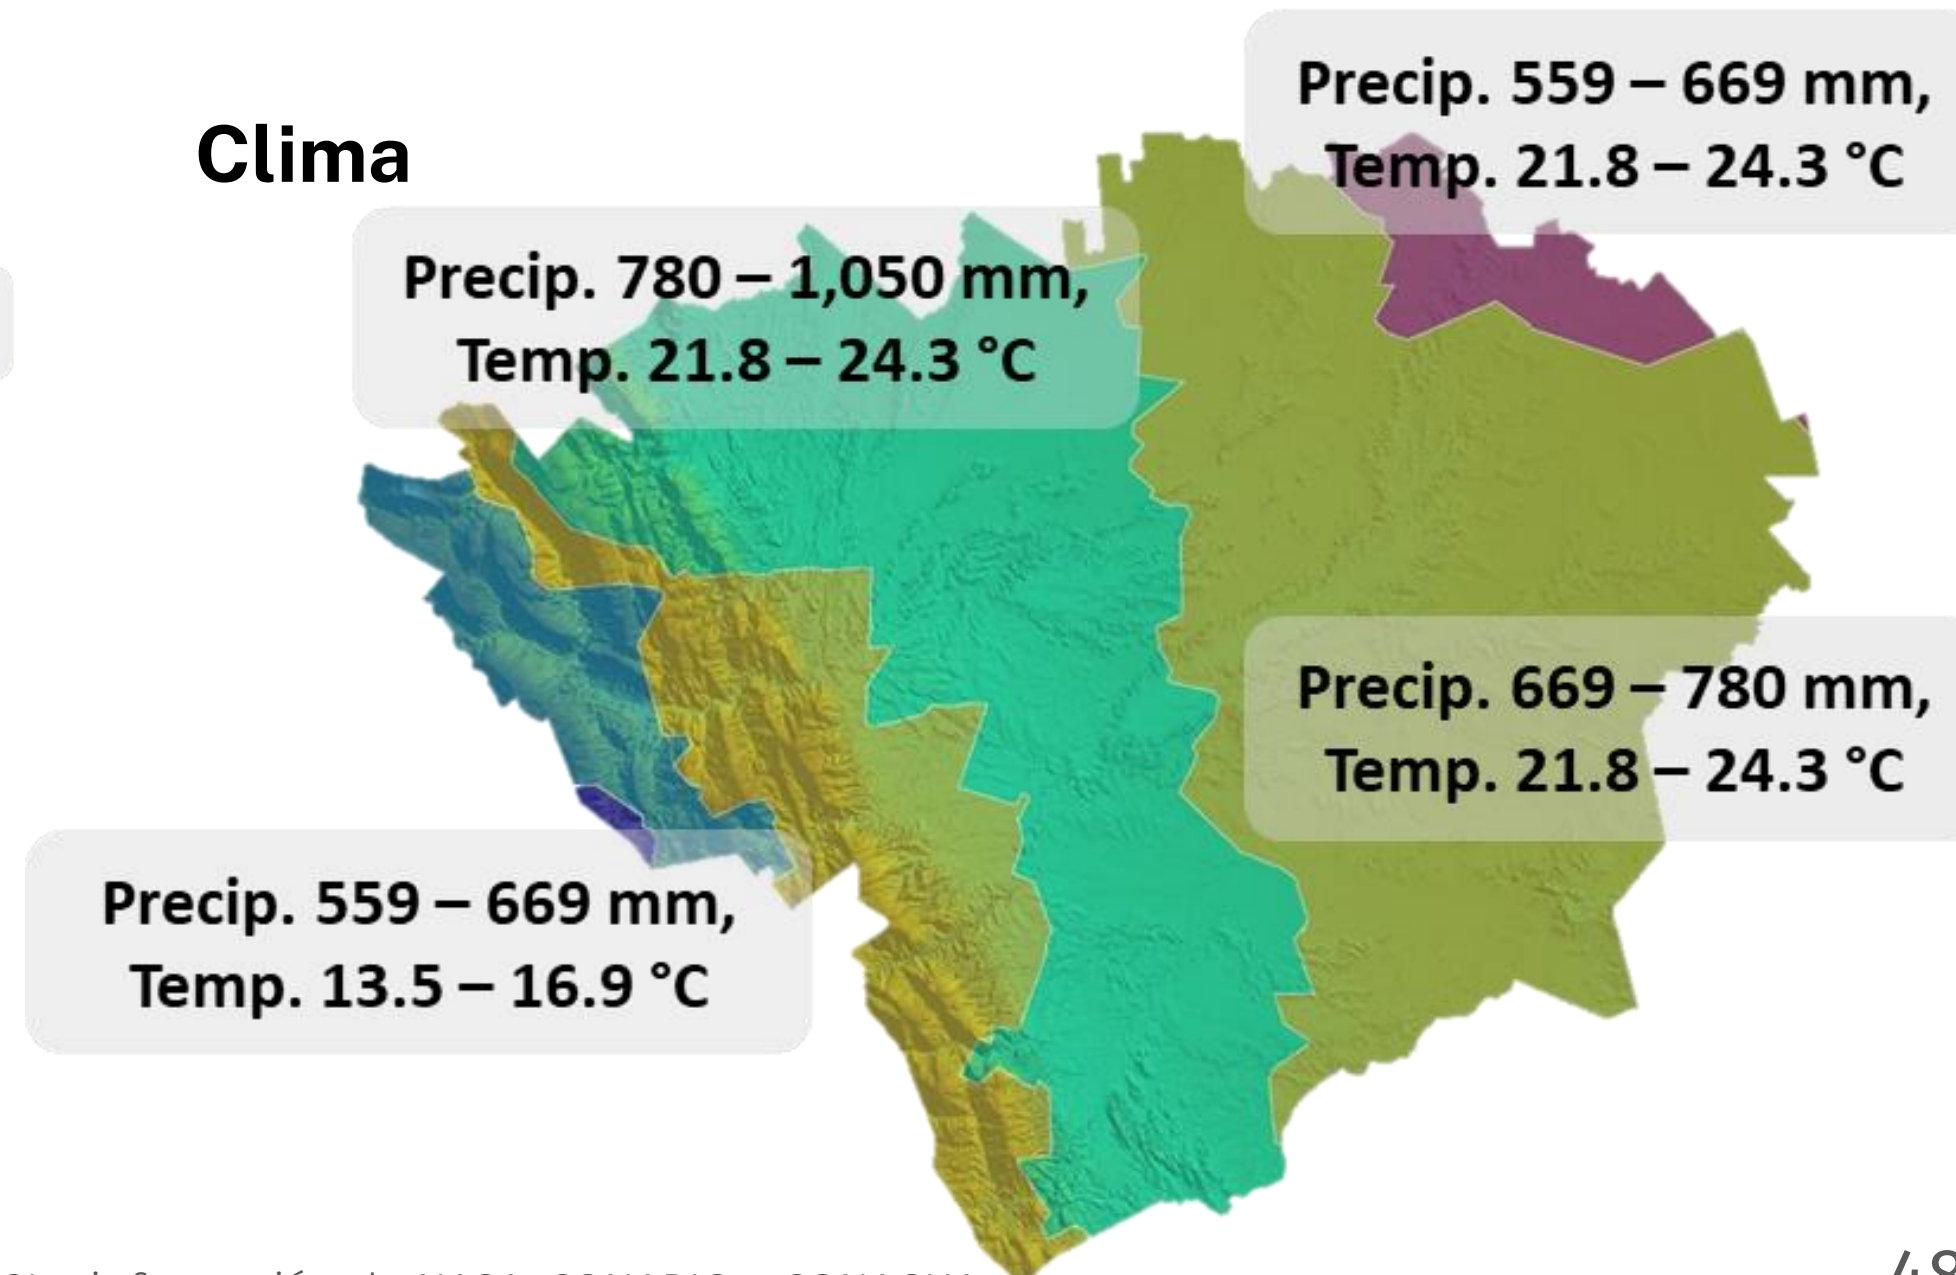 Clima
Precip. 559 – 669 mm,
Temp. 21.8 – 24.3 °C
Precip. 780 – 1,050 mm,
Temp. 21.8 – 24.3 °C
Precip. 669 – 780 mm,
Temp. 21.8 – 24.3 °C
Precip. 559 – 669 mm,
Temp. 13.5 – 16.9 °C